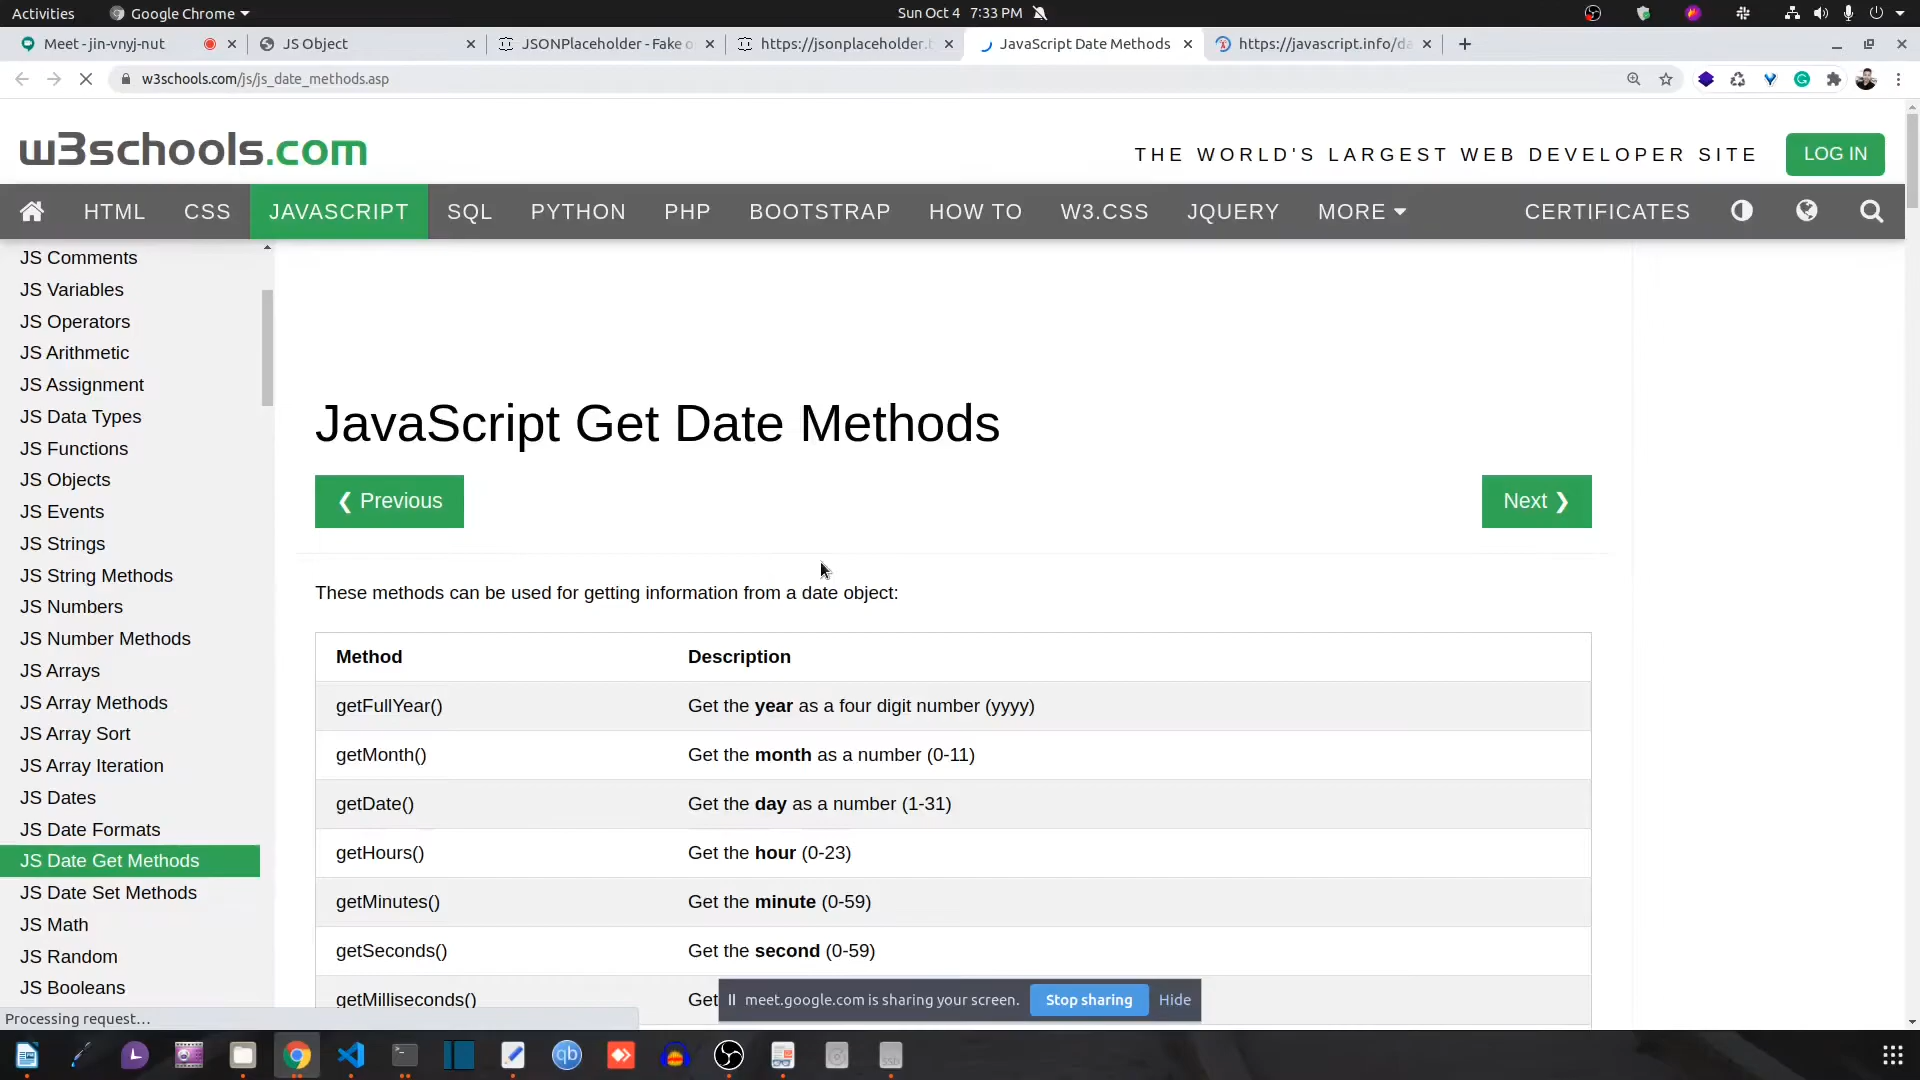 Activities
Google Chrome
Sun Oct 4 7:33 PM
Meet - jin-vnyj-nut
JS Object
JSONPlaceholder - Fake o
https://jsonplaceholder.t
JavaScript Date Methods
https://javascript.info/da
w3schools.com/js/js_date_methods.asp
w3schools.com
THE WORLD'S LARGEST WEB DEVELOPER SITE
LOG IN
HTML CSS JAVASCRIPT SQL PYTHON PHP BOOTSTRAP HOW TO W3.CSS JQUERY MORE CERTIFICATES
JS Comments
JS Variables
JS Operators
JS Arithmetic
JS Assignment
JS Data Types
JS Functions
JS Objects
JS Events
JS Strings
JS String Methods
JS Numbers
JS Number Methods
JS Arrays
JS Array Methods
JS Array Sort
JS Array Iteration
JS Dates
JS Date Formats
JS Date Get Methods
JS Date Set Methods
JS Math
JS Random
JS Booleans
JavaScript Get Date Methods
❮ Previous
Next ❯
These methods can be used for getting information from a date object:
Method Description
getFullYear() Get the year as a four digit number (yyyy)
getMonth() Get the month as a number (0-11)
getDate() Get the day as a number (1-31)
getHours() Get the hour (0-23)
getMinutes() Get the minute (0-59)
getSeconds() Get the second (0-59)
getMilliseconds() Get
meet.google.com is sharing your screen.
Stop sharing
Hide
Processing request…
qb